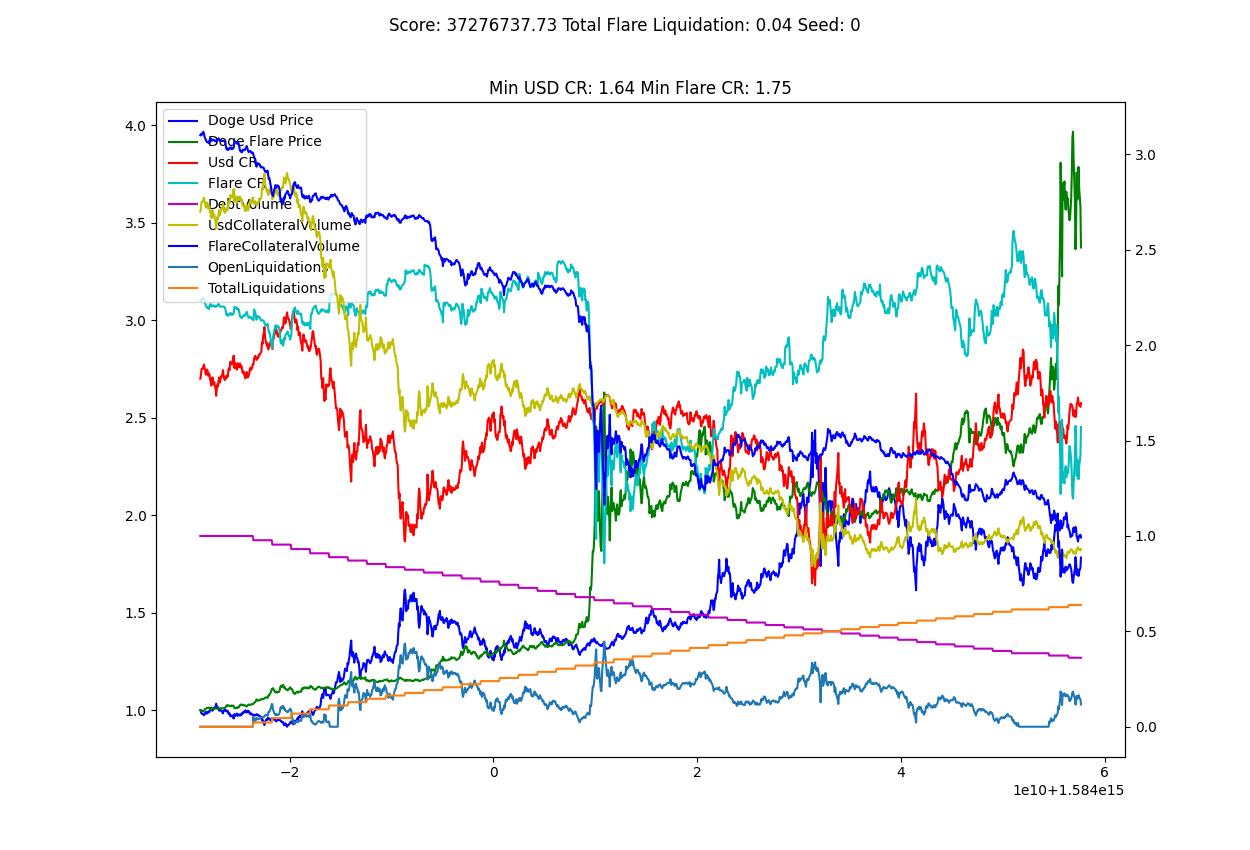 Score: 37276737.73 Total Flare Liquidation: 0.04 Seed: 0
Min USD CR: 1.64 Min Flare CR: 1.75
Doge Usd Price
Doge Flare Price
Usd CR
Flare CR
DebtVolume
UsdCollateralVolume
FlareCollateralVolume
OpenLiquidations
TotalLiquidations
4.0
3.5
3.0
2.5
2.0
1.5
1.0
3.0
2.5
2.0
1.5
1.0
0.5
0.0
−2 0 2 4 6
1e10+1.584e15